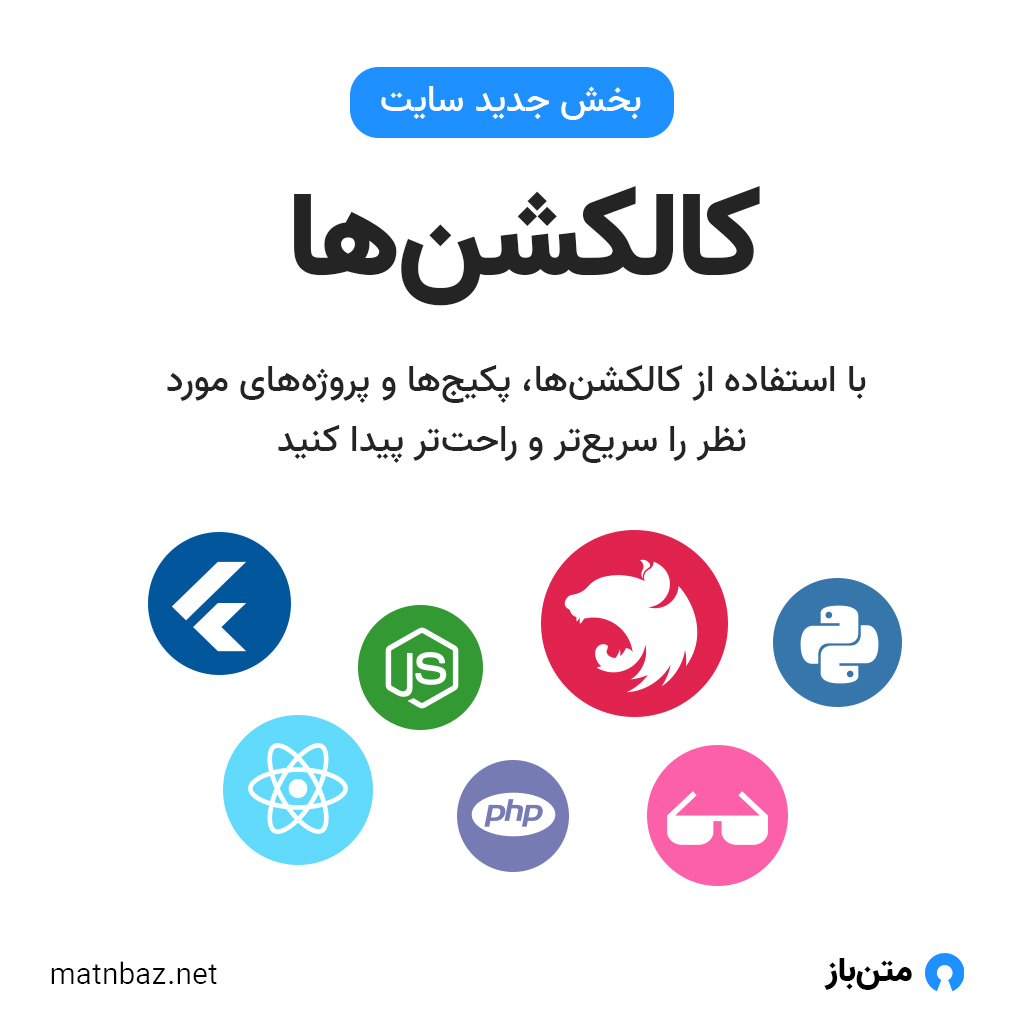 بخش جدید سایت
کالکشن‌ها
با استفاده از کالکشن‌ها، پکیج‌ها و پروژه‌های مورد
نظر را سریع‌تر و راحت‌تر پیدا کنید
JS
php
متن‌باز
matnbaz.net